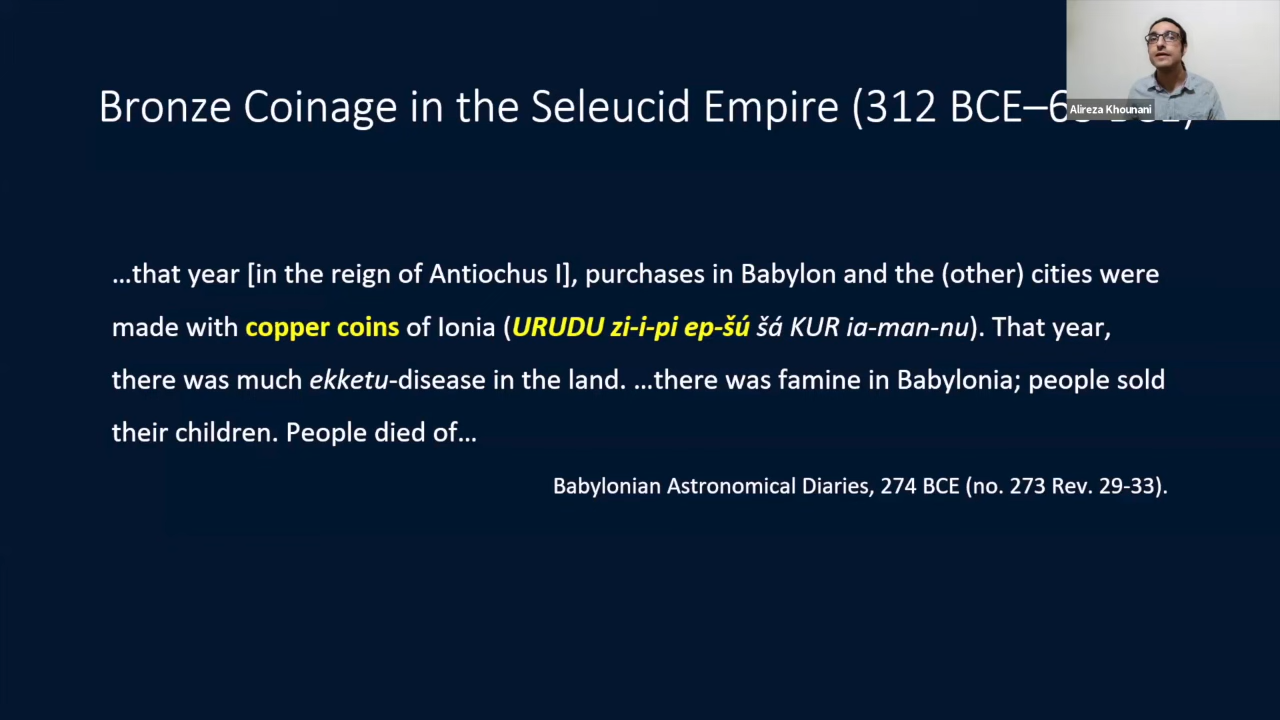 Bronze Coinage in the Seleucid Empire (312 BCE–6
Alireza Khounani
…that year [in the reign of Antiochus I], purchases in Babylon and the (other) cities were
made with copper coins of Ionia (URUDU zi-i-pi ep-šú šá KUR ia-man-nu). That year,
there was much ekketu-disease in the land. …there was famine in Babylonia; people sold
their children. People died of…
Babylonian Astronomical Diaries, 274 BCE (no. 273 Rev. 29-33).